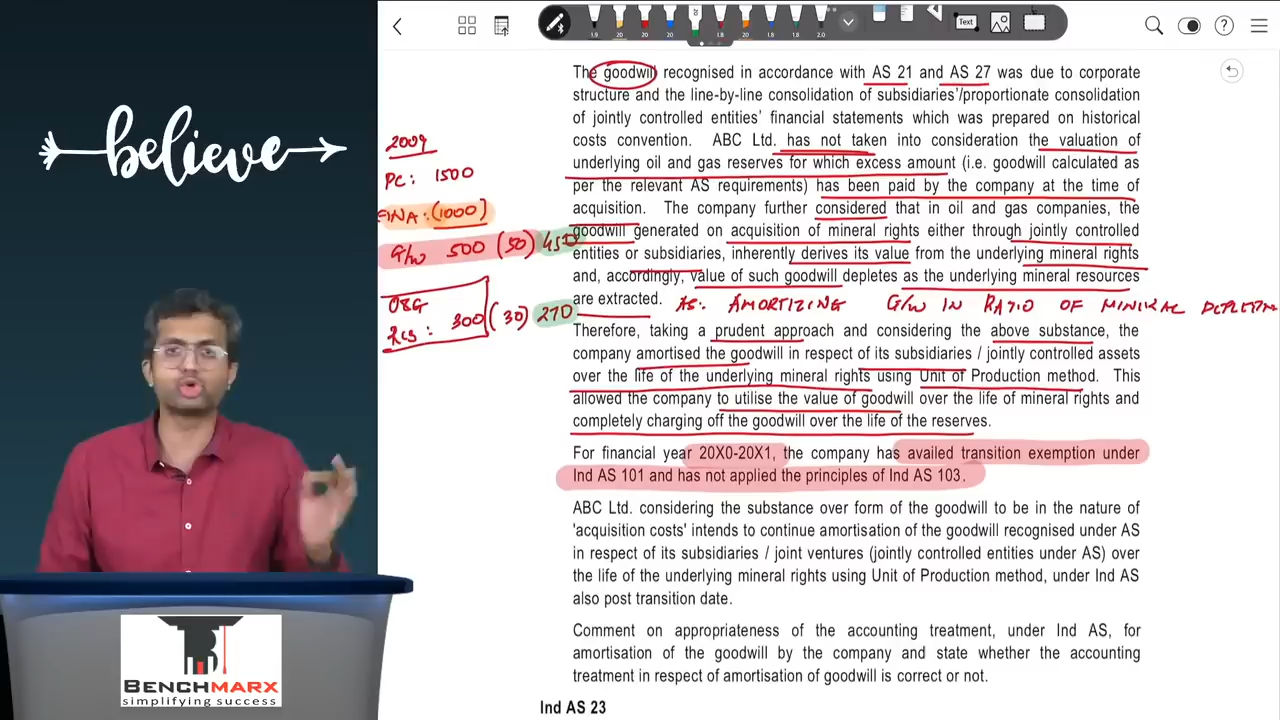 believe
The goodwill recognised in accordance with AS 21 and AS 27 was due to corporate
structure and the line-by-line consolidation of subsidiaries'/proportionate consolidation
of jointly controlled entities' financial statements which was prepared on historical
costs convention. ABC Ltd. has not taken into consideration the valuation of
underlying oil and gas reserves for which excess amount (i.e. goodwill calculated as
per the relevant AS requirements) has been paid by the company at the time of
acquisition. The company further considered that in oil and gas companies, the
goodwill generated on acquisition of mineral rights either through jointly controlled
entities or subsidiaries, inherently derives its value from the underlying mineral rights
and, accordingly, value of such goodwill depletes as the underlying mineral resources
are extracted.
AS: AMORTIZING G/W IN RATIO OF MINERAL DEPLETION
2009
PC: 1500
FVNA: (1000)
G/W 500 (50) 450
O&G
Res: 300 (30) 270
Therefore, taking a prudent approach and considering the above substance, the
company amortised the goodwill in respect of its subsidiaries / jointly controlled assets
over the life of the underlying mineral rights using Unit of Production method. This
allowed the company to utilise the value of goodwill over the life of mineral rights and
completely charging off the goodwill over the life of the reserves.
For financial year 20X0-20X1, the company has availed transition exemption under
Ind AS 101 and has not applied the principles of Ind AS 103.
ABC Ltd. considering the substance over form of the goodwill to be in the nature of
'acquisition costs' intends to continue amortisation of the goodwill recognised under AS
in respect of its subsidiaries / joint ventures (jointly controlled entities under AS) over
the life of the underlying mineral rights using Unit of Production method, under Ind AS
also post transition date.
Comment on appropriateness of the accounting treatment, under Ind AS, for
amortisation of the goodwill by the company and state whether the accounting
treatment in respect of amortisation of goodwill is correct or not.
Ind AS 23
BENCHMARX
simplifying success
Text